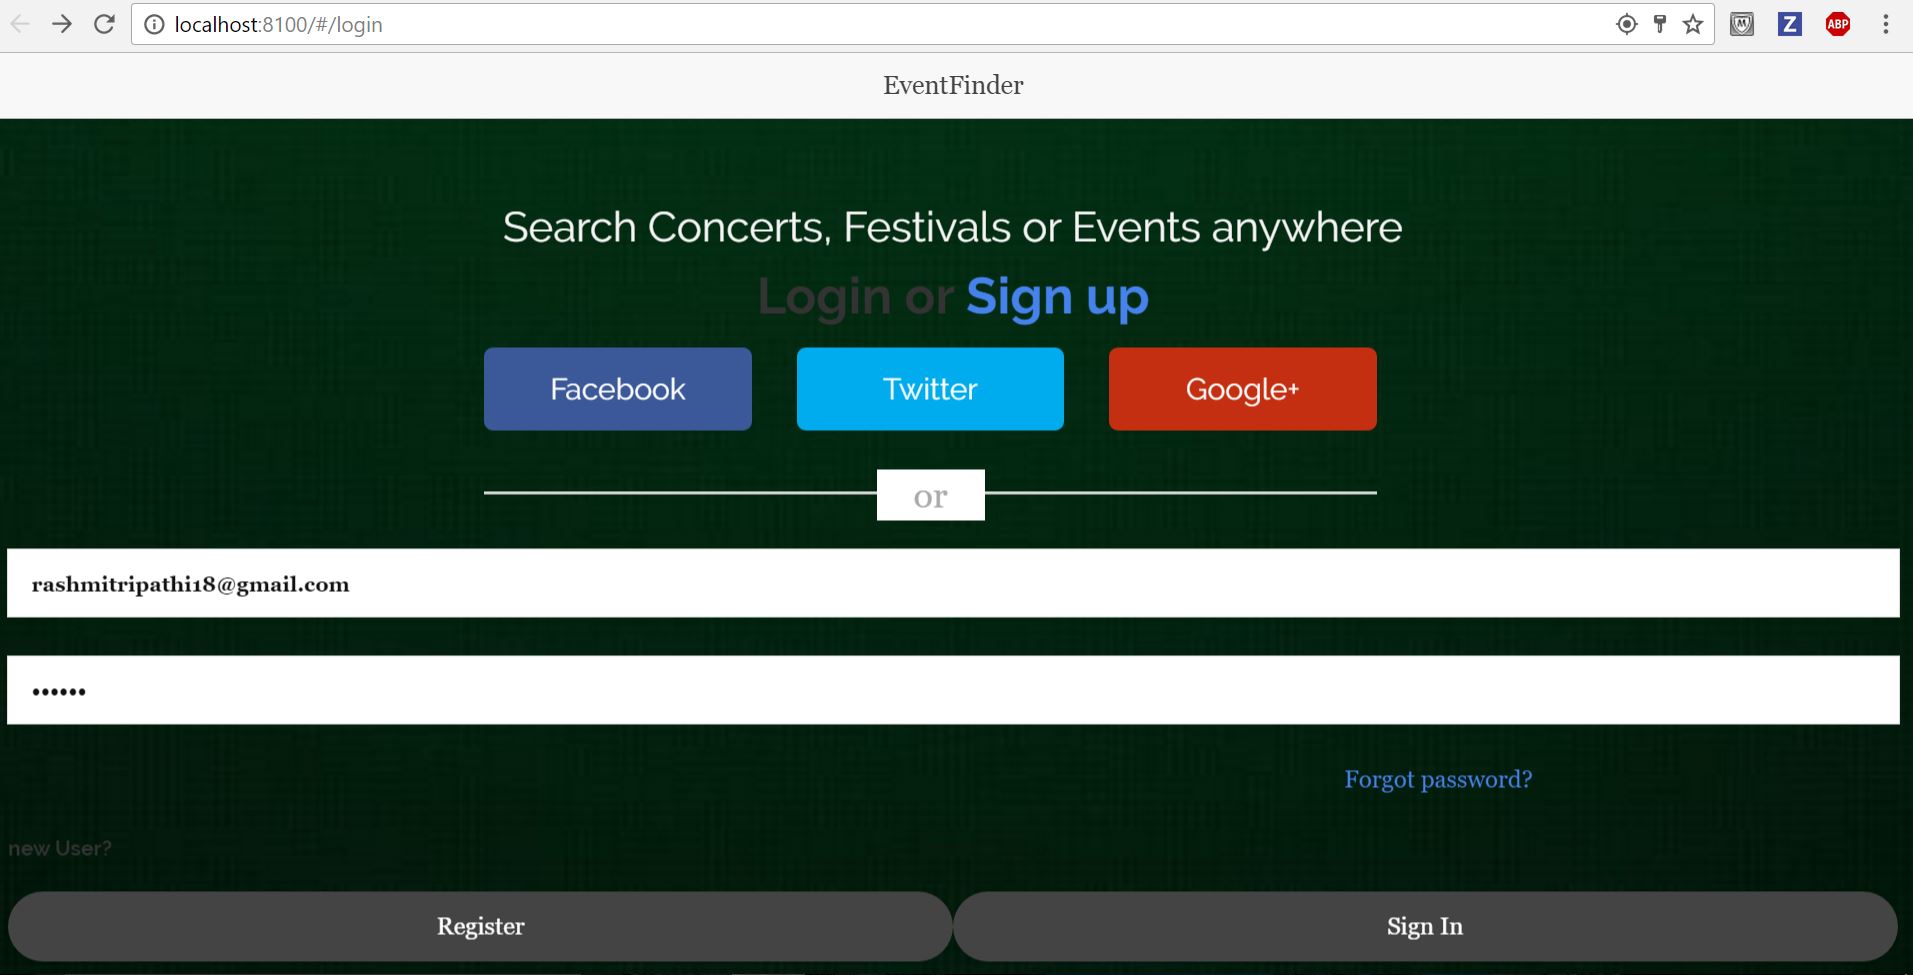 localhost:8100/#/login
M Z ABP
EventFinder
Search Concerts, Festivals or Events anywhere
Login or Sign up
Facebook Twitter Google+
or
rashmitripathi18@gmail.com
••••••
Forgot password?
new User?
Register Sign In